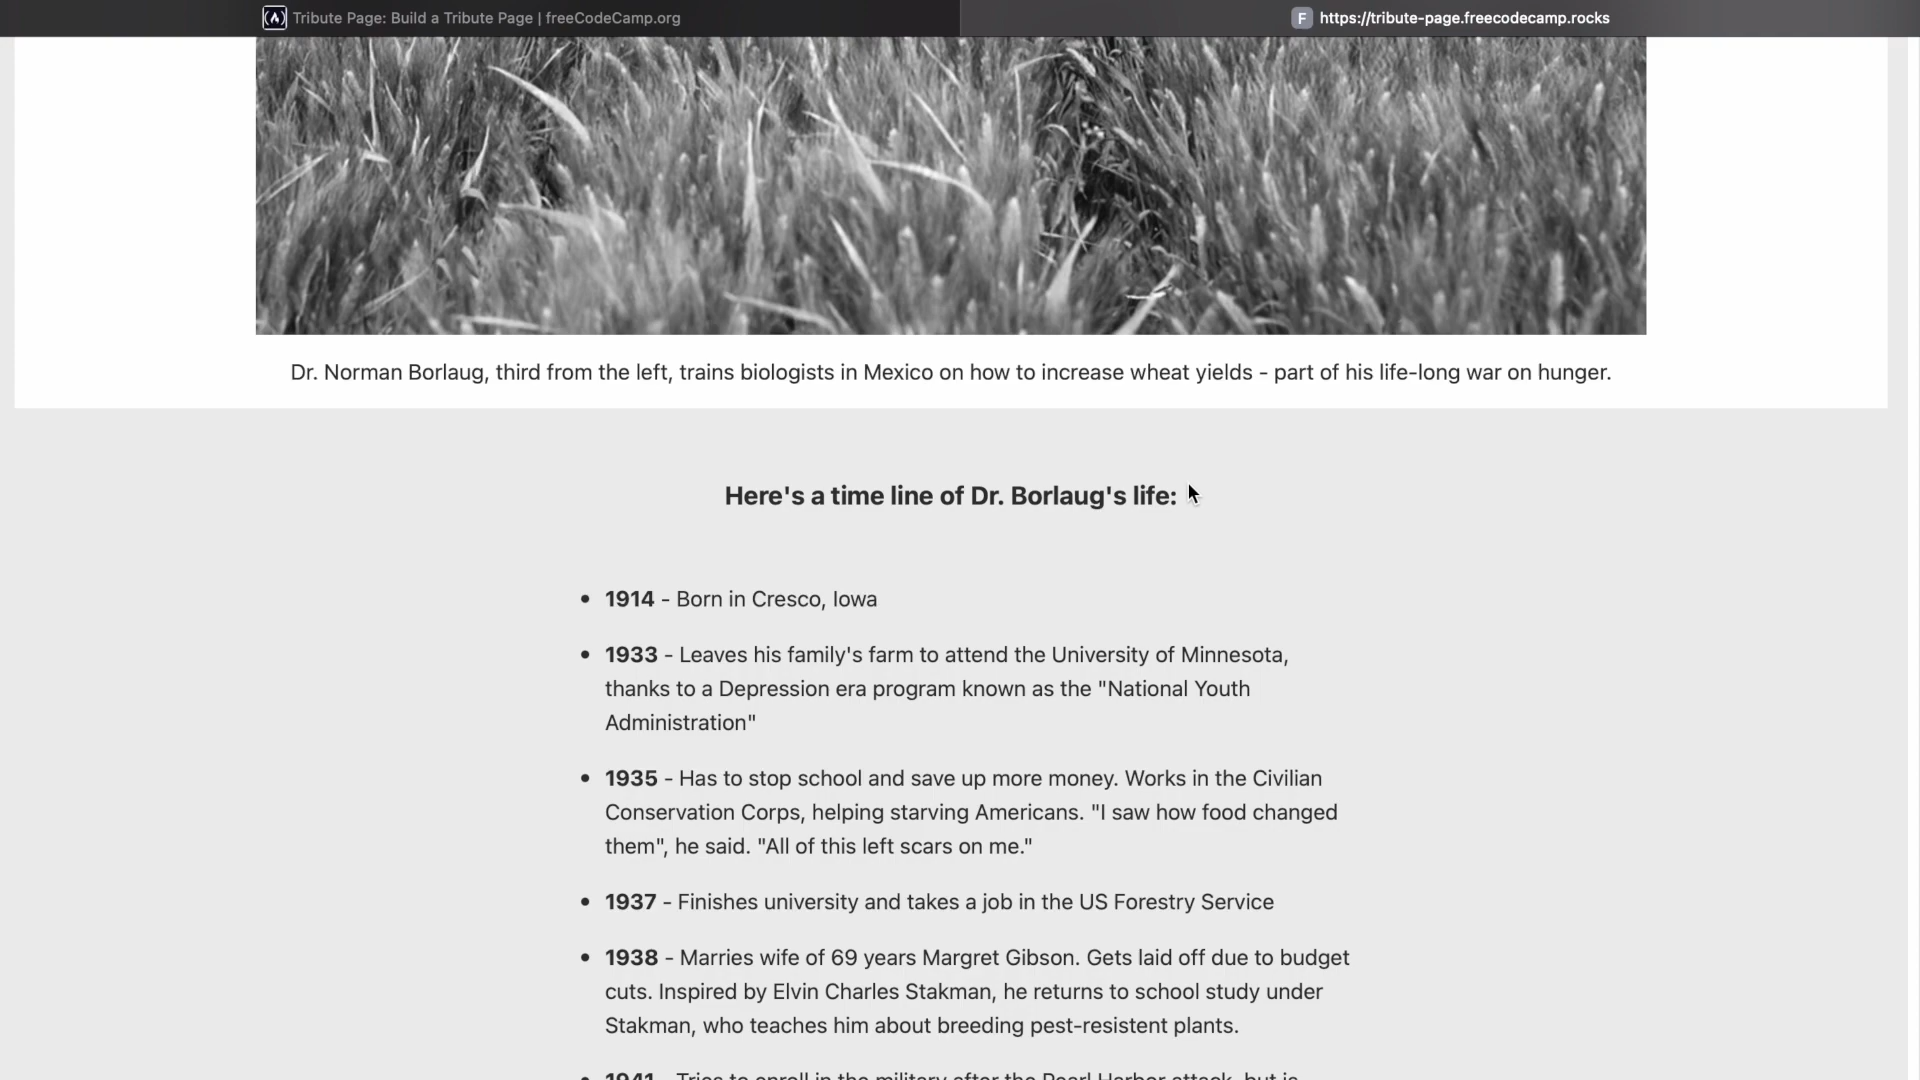 Tribute Page: Build a Tribute Page | freeCodeCamp.org
F https://tribute-page.freecodecamp.rocks
Dr. Norman Borlaug, third from the left, trains biologists in Mexico on how to increase wheat yields - part of his life-long war on hunger.
Here's a time line of Dr. Borlaug's life:
• 1914 - Born in Cresco, Iowa
• 1933 - Leaves his family's farm to attend the University of Minnesota,
thanks to a Depression era program known as the "National Youth
Administration"
• 1935 - Has to stop school and save up more money. Works in the Civilian
Conservation Corps, helping starving Americans. "I saw how food changed
them", he said. "All of this left scars on me."
• 1937 - Finishes university and takes a job in the US Forestry Service
• 1938 - Marries wife of 69 years Margret Gibson. Gets laid off due to budget
cuts. Inspired by Elvin Charles Stakman, he returns to school study under
Stakman, who teaches him about breeding pest-resistent plants.
• 1941 - Tries to enroll in the military after the Pearl Harbor attack, but is